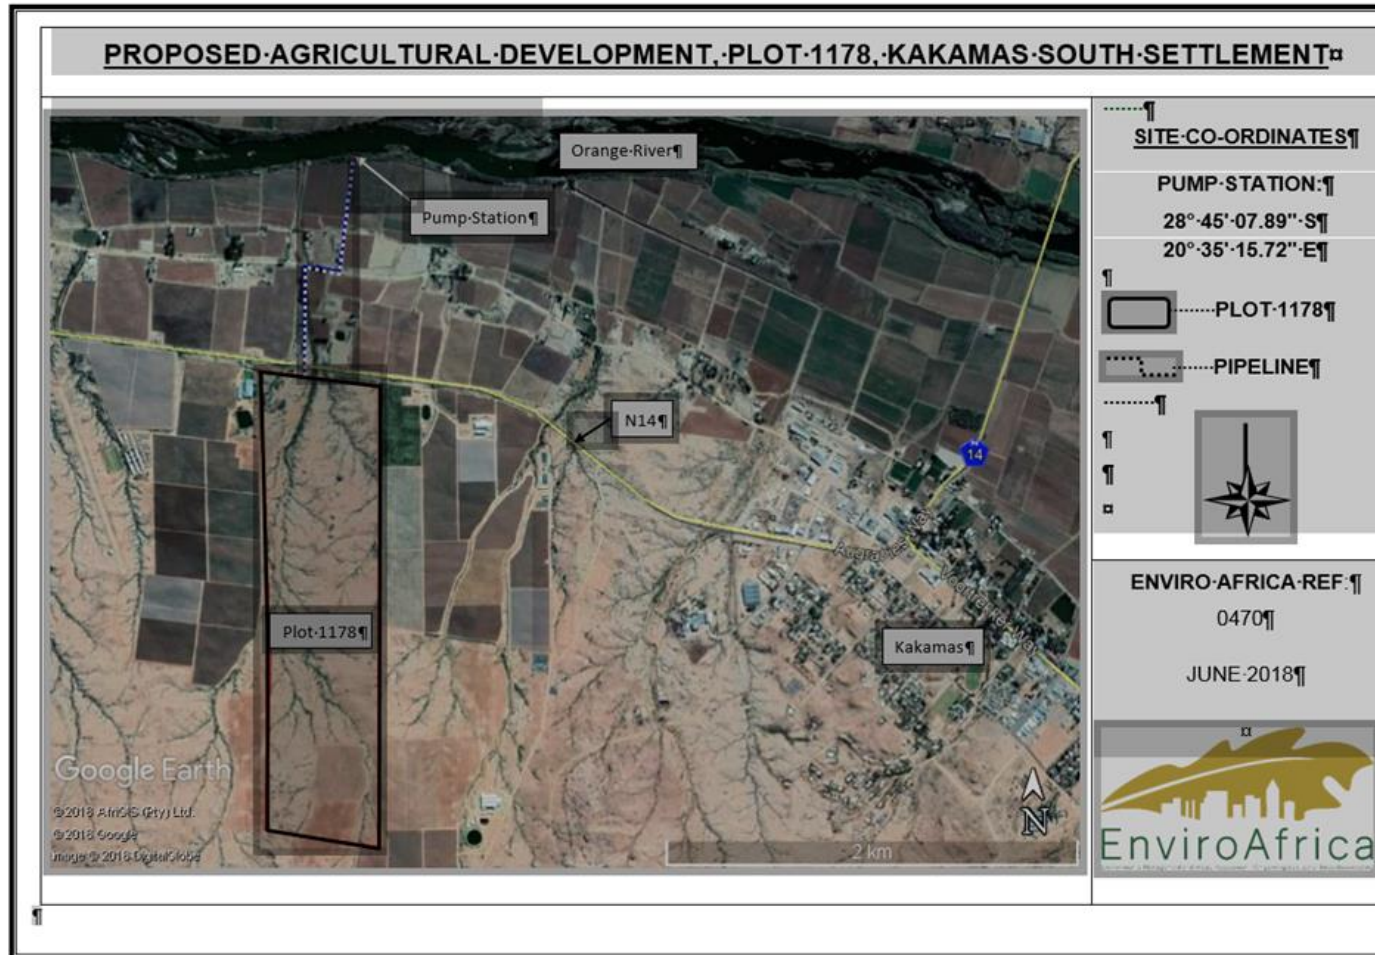 PROPOSED·AGRICULTURAL·DEVELOPMENT,·PLOT·1178,·KAKAMAS·SOUTH·SETTLEMENT¤
Orange·River¶
Pump·Station¶
N14¶
14
Plot·1178¶
Kakamas¶
Voortrekker Weg
Google Earth
© 2018 AfriGIS (Pty) Ltd.
© 2018 Google
Image © 2018 DigitalGlobe
N
2 km
¶
SITE·CO-ORDINATES¶
PUMP·STATION:¶
28°·45'·07.89"·S¶
20°·35'·15.72"·E¶
¶
PLOT·1178¶
PIPELINE¶
¶
¶
¶
¤
ENVIRO·AFRICA·REF:¶
0470¶
JUNE·2018¶
¤
EnviroAfrica
¶